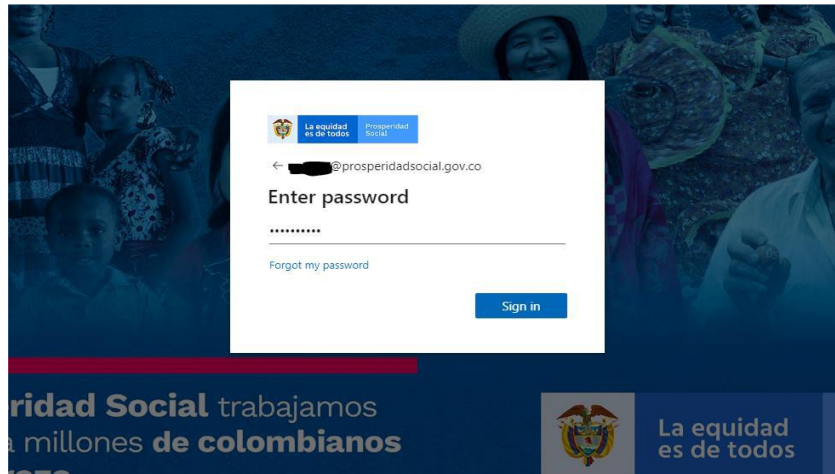 La equidad
es de todos
Prosperidad
Social
← @prosperidadsocial.gov.co
Enter password
••••••••••
Forgot my password
Sign in
ridad Social trabajamos
millones de colombianos
La equidad
es de todos